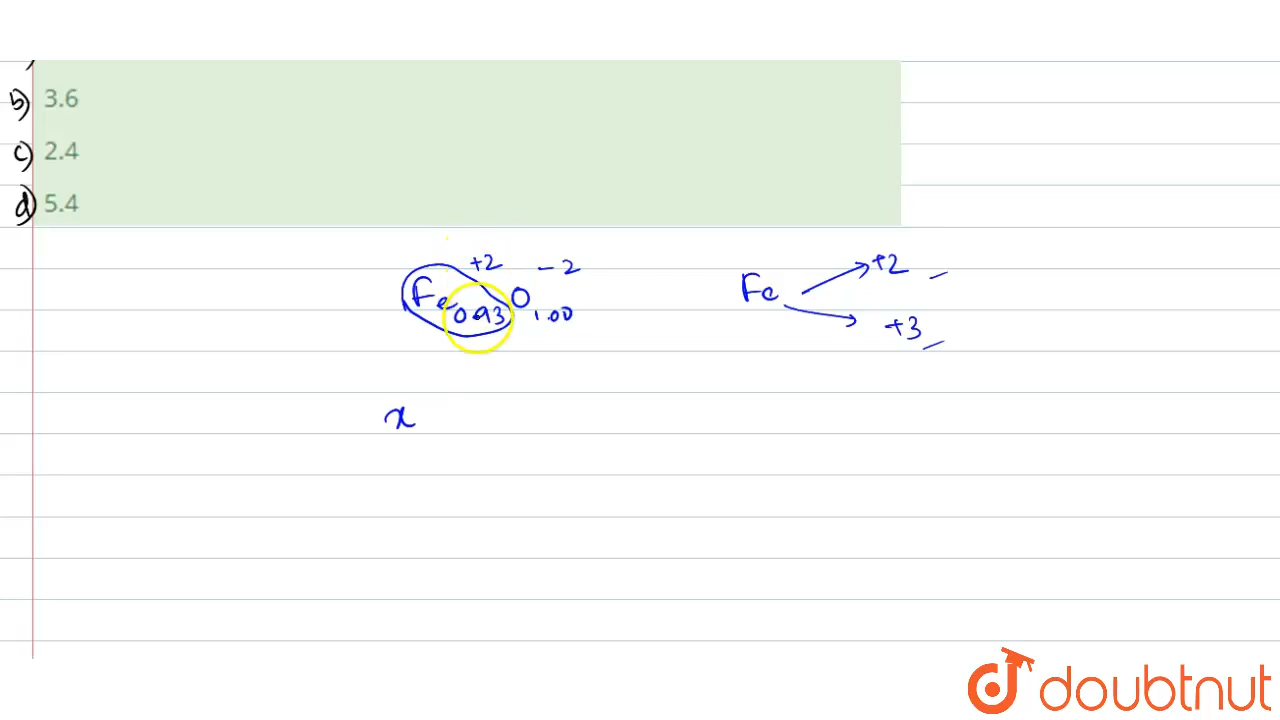 b) 3.6
c) 2.4
d) 5.4
+2 -2
Fe0.93O1.00
Fe +2
+3
x
doubtnut